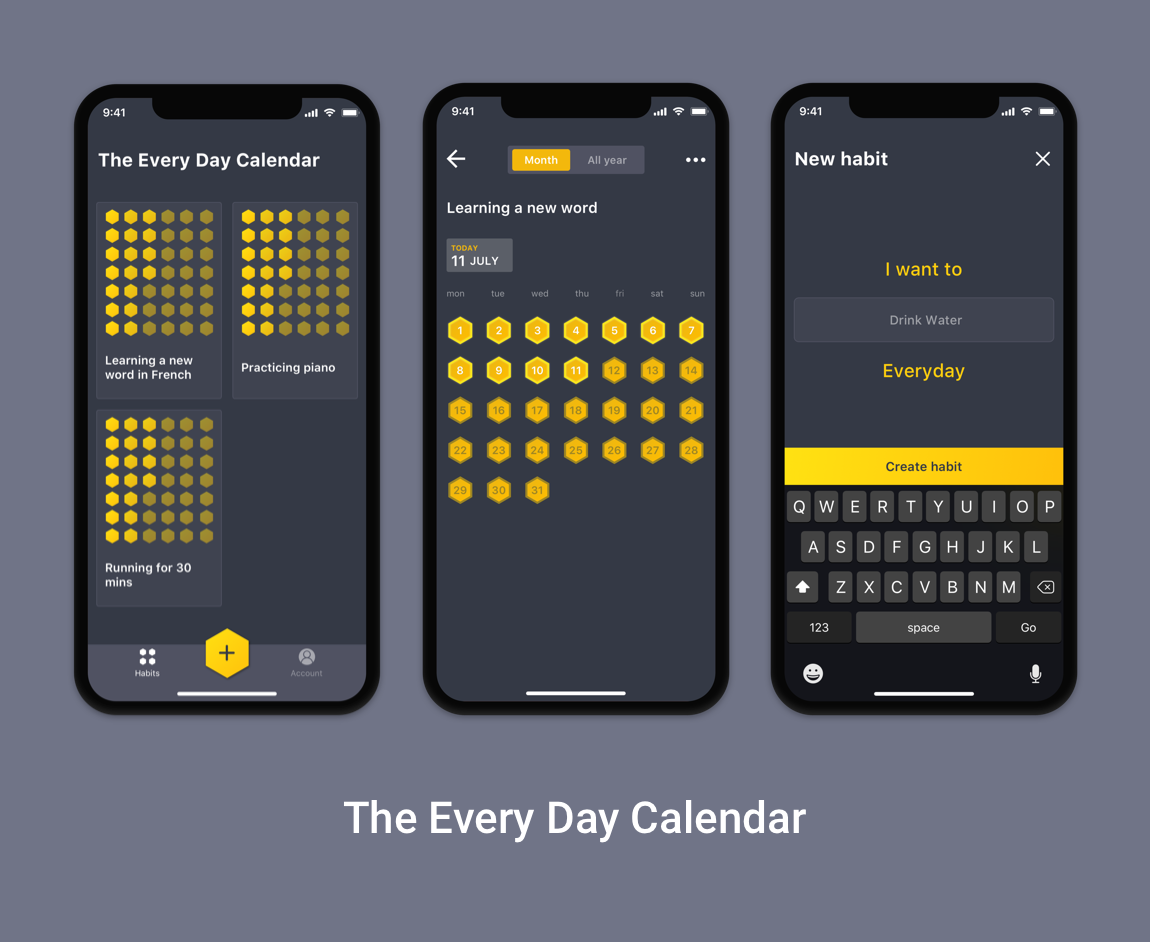 9:41
The Every Day Calendar
Learning a new
word in French
Practicing piano
Running for 30
mins
+
Habits
Account
9:41
Month All year
Learning a new word
TODAY
11 JULY
mon tue wed thu fri sat sun
1 2 3 4 5 6 7
8 9 10 11 12 13 14
15 16 17 18 19 20 21
22 23 24 25 26 27 28
29 30 31
9:41
New habit
I want to
Drink Water
Everyday
Create habit
Q W E R T Y U I O P
A S D F G H J K L
Z X C V B N M
123 space Go
The Every Day Calendar